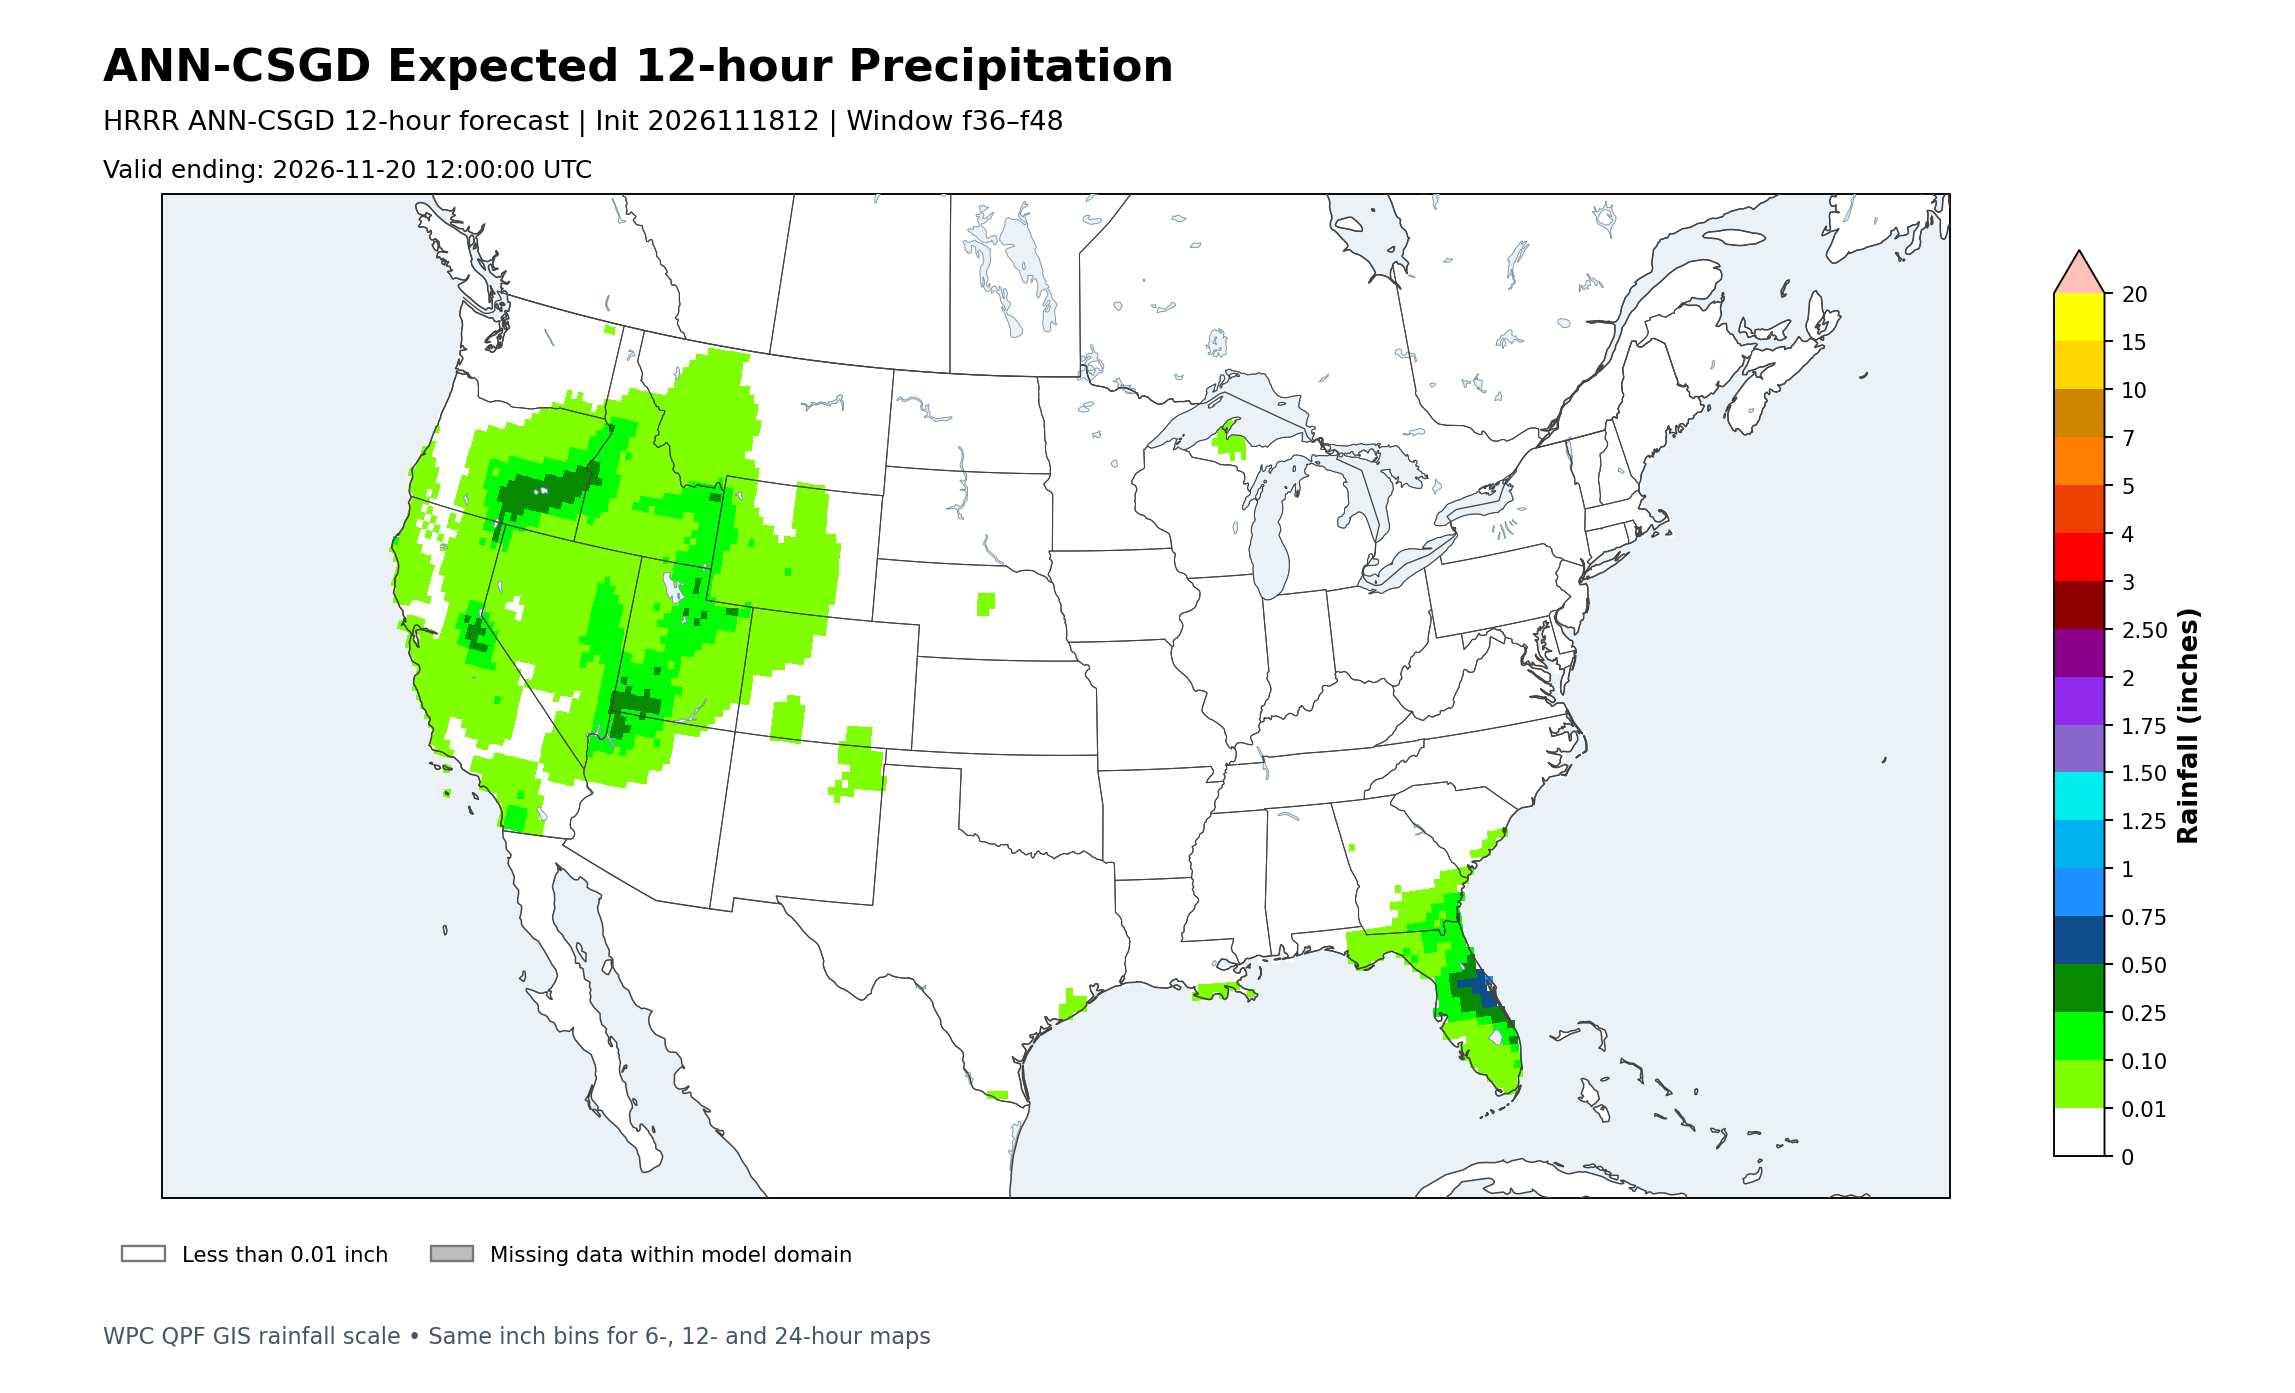 ANN-CSGD Expected 12-hour Precipitation
HRRR ANN-CSGD 12-hour forecast | Init 2026111812 | Window f36–f48
Valid ending: 2026-11-20 12:00:00 UTC
20
15
10
7
5
4
3
2.50
2
1.75
1.50
1.25
1
0.75
0.50
0.25
0.10
0.01
0
Rainfall (inches)
Less than 0.01 inch
Missing data within model domain
WPC QPF GIS rainfall scale • Same inch bins for 6-, 12- and 24-hour maps